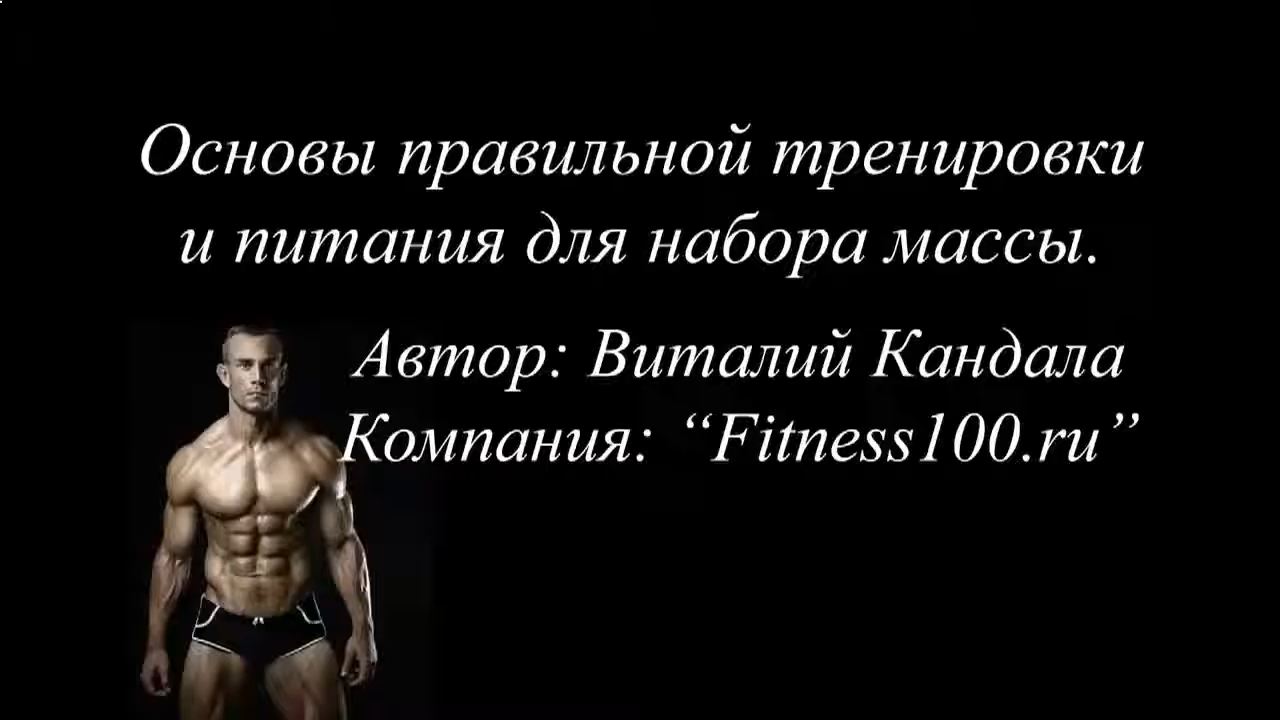 Основы правильной тренировки
и питания для набора массы.
Автор: Виталий Кандала
Компания: “Fitness100.ru”